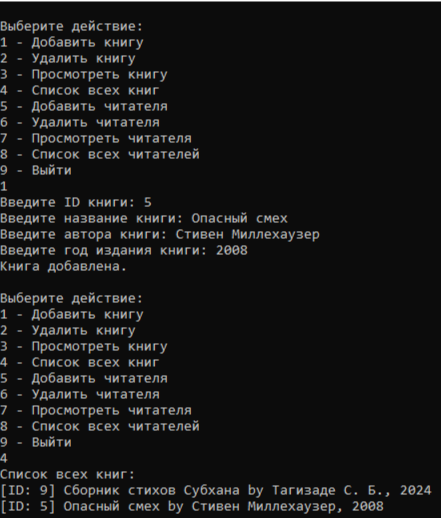 Выберите действие:
1 - Добавить книгу
2 - Удалить книгу
3 - Просмотреть книгу
4 - Список всех книг
5 - Добавить читателя
6 - Удалить читателя
7 - Просмотреть читателя
8 - Список всех читателей
9 - Выйти
1
Введите ID книги: 5
Введите название книги: Опасный смех
Введите автора книги: Стивен Миллехаузер
Введите год издания книги: 2008
Книга добавлена.
Выберите действие:
1 - Добавить книгу
2 - Удалить книгу
3 - Просмотреть книгу
4 - Список всех книг
5 - Добавить читателя
6 - Удалить читателя
7 - Просмотреть читателя
8 - Список всех читателей
9 - Выйти
4
Список всех книг:
[ID: 9] Сборник стихов Субхана by Тагизаде С. Б., 2024
[ID: 5] Опасный смех by Стивен Миллехаузер, 2008